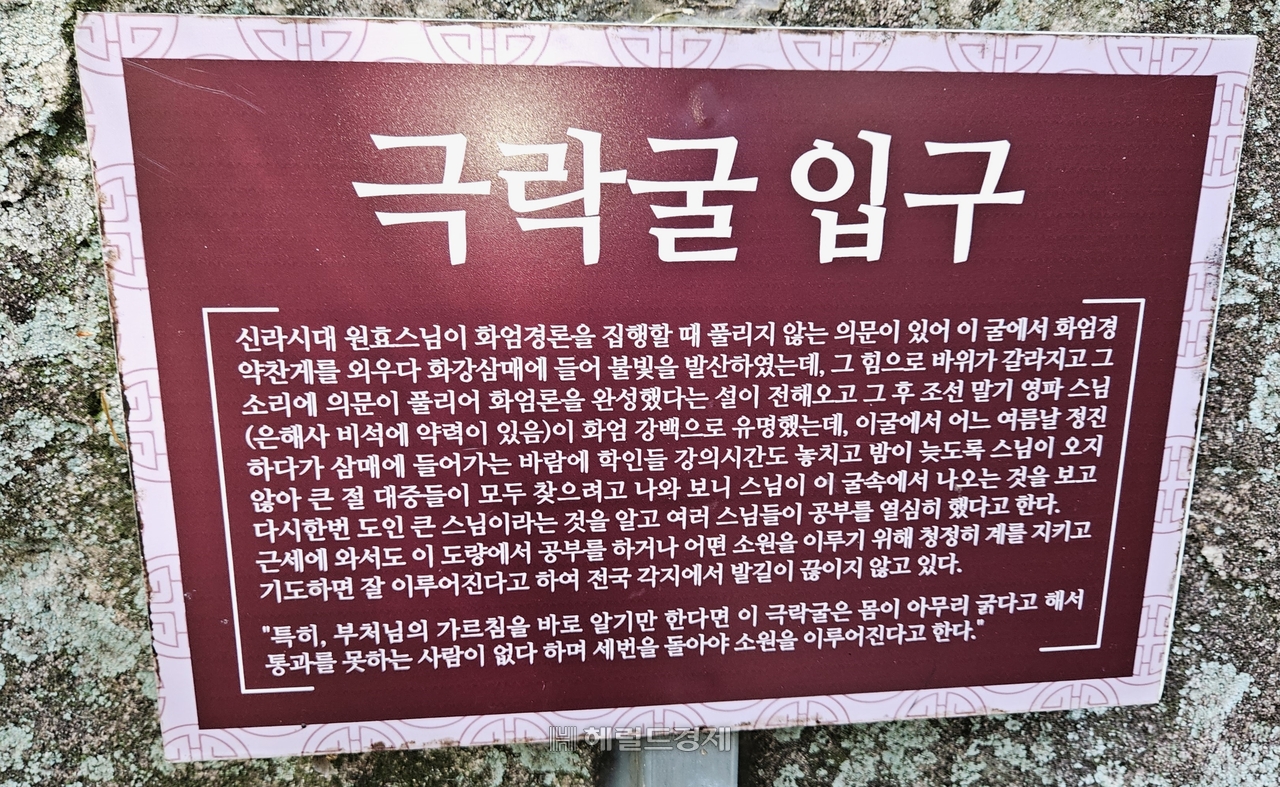 극락굴 입구
신라시대 원효스님이 화엄경론을 집행할 때 풀리지 않는 의문이 있어 이 굴에서 화엄경
약찬게를 외우다 화강삼매에 들어 불빛을 발산하였는데, 그 힘으로 바위가 갈라지고 그
소리에 의문이 풀리어 화엄론을 완성했다는 설이 전해오고 그 후 조선 말기 영파 스님
(은해사 비석에 약력이 있음)이 화엄 강백으로 유명했는데, 이굴에서 어느 여름날 정진
하다가 삼매에 들어가는 바람에 학인들 강의시간도 놓치고 밤이 늦도록 스님이 오지
않아 큰 절 대중들이 모두 찾으려고 나와 보니 스님이 이 굴속에서 나오는 것을 보고
다시한번 도인 큰 스님이라는 것을 알고 여러 스님들이 공부를 열심히 했다고 한다.
근세에 와서도 이 도량에서 공부를 하거나 어떤 소원을 이루기 위해 청정히 계를 지키고
기도하면 잘 이루어진다고 하여 전국 각지에서 발길이 끊이지 않고 있다.
"특히, 부처님의 가르침을 바로 알기만 한다면 이 극락굴은 몸이 아무리 굵다고 해서
통과를 못하는 사람이 없다 하며 세번을 돌아야 소원을 이루어진다고 한다."
헤럴드경제